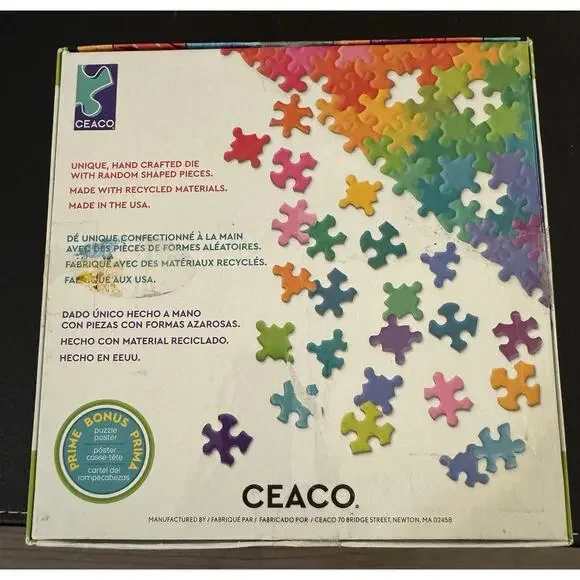 CEACO
UNIQUE, HAND CRAFTED DIE
WITH RANDOM SHAPED PIECES.
MADE WITH RECYCLED MATERIALS.
MADE IN THE USA.
DÉ UNIQUE CONFECTIONNÉ À LA MAIN
AVEC DES PIÈCES DE FORMES ALÉATOIRES.
FABRIQUÉ AVEC DES MATÉRIAUX RECYCLÉS.
FABRIQUÉ AUX USA.
DADO ÚNICO HECHO A MANO
CON PIEZAS CON FORMAS AZAROSAS.
HECHO CON MATERIAL RECICLADO.
HECHO EN EEUU.
PRIME BONUS PRIMA
puzzle
poster
póster
casse-tête
cartel del
rompecabezas
CEACO®
MANUFACTURED BY / FABRIQUÉ PAR / FABRICADO POR : CEACO 70 BRIDGE STREET, NEWTON, MA 02458